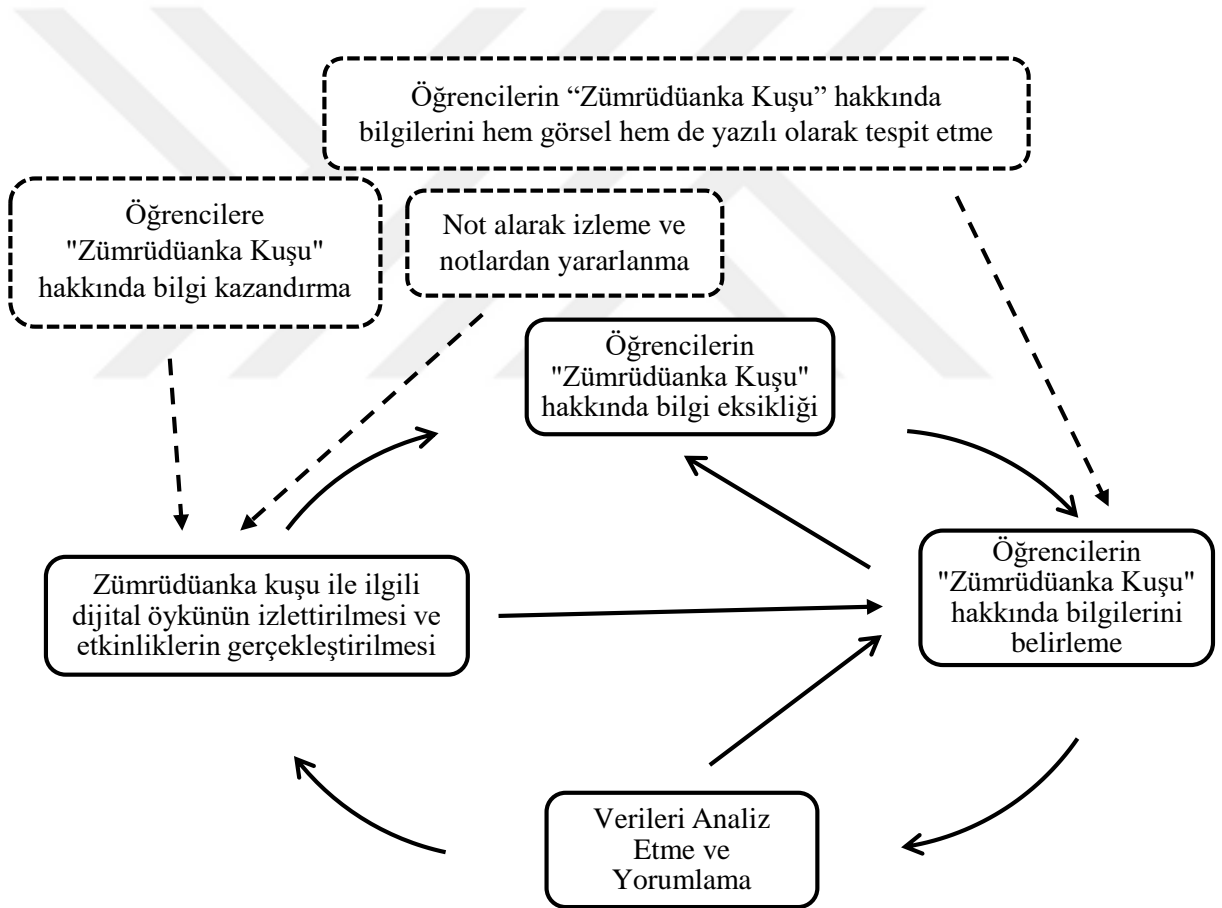 Öğrencilerin “Zümrüdüanka Kuşu” hakkında
bilgilerini hem görsel hem de yazılı olarak tespit etme
Öğrencilere
"Zümrüdüanka Kuşu"
hakkında bilgi kazandırma
Not alarak izleme ve
notlardan yararlanma
Öğrencilerin
"Zümrüdüanka Kuşu"
hakkında bilgi eksikliği
Zümrüdüanka kuşu ile ilgili
dijital öykünün izlettirilmesi ve
etkinliklerin gerçekleştirilmesi
Öğrencilerin
"Zümrüdüanka Kuşu"
hakkında bilgilerini
belirleme
Verileri Analiz
Etme ve
Yorumlama